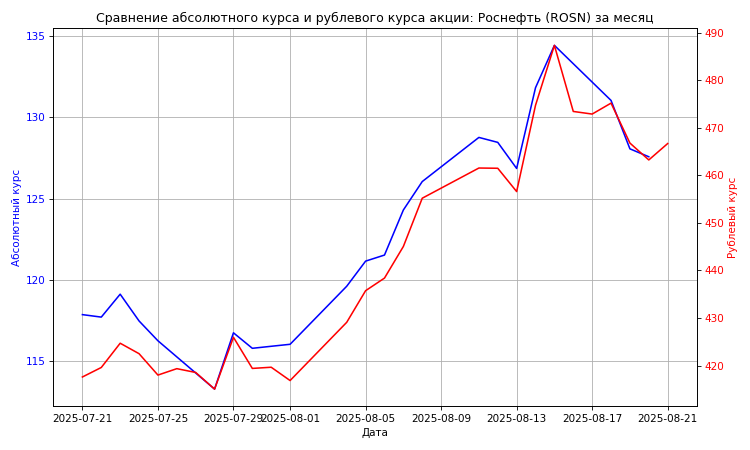 Сравнение абсолютного курса и рублевого курса акции: Роснефть (ROSN) за месяц
Абсолютный курс
135
130
125
120
115
490
480
470
460
450
440
430
420
Рублевый курс
2025-07-21 2025-07-25 2025-07-29 2025-08-01 2025-08-05 2025-08-09 2025-08-13 2025-08-17 2025-08-21
Дата